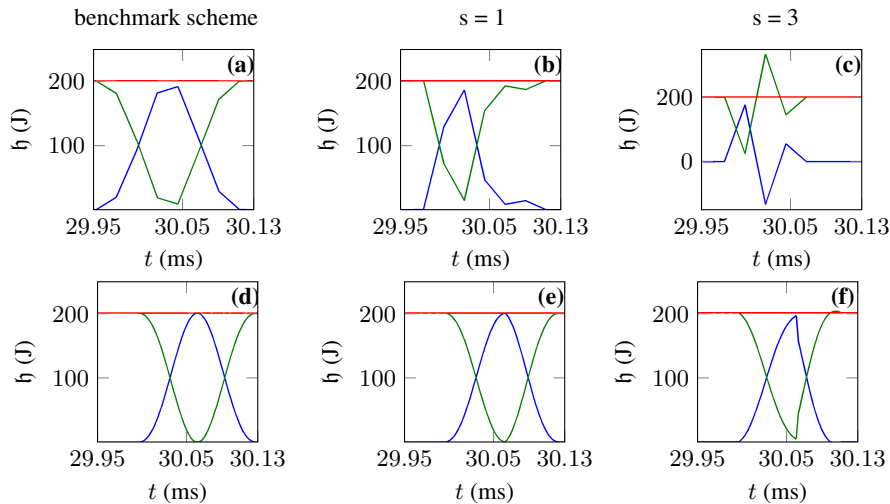 benchmark scheme
s = 1
s = 3
(a)
200
100
𝔥 (J)
29.95
30.05
30.13
t (ms)
(b)
200
100
𝔥 (J)
29.95
30.05
30.13
t (ms)
(c)
200
0
𝔥 (J)
29.95
30.05
30.13
t (ms)
(d)
200
100
𝔥 (J)
29.95
30.05
30.13
t (ms)
(e)
200
100
𝔥 (J)
29.95
30.05
30.13
t (ms)
(f)
200
100
𝔥 (J)
29.95
30.05
30.13
t (ms)